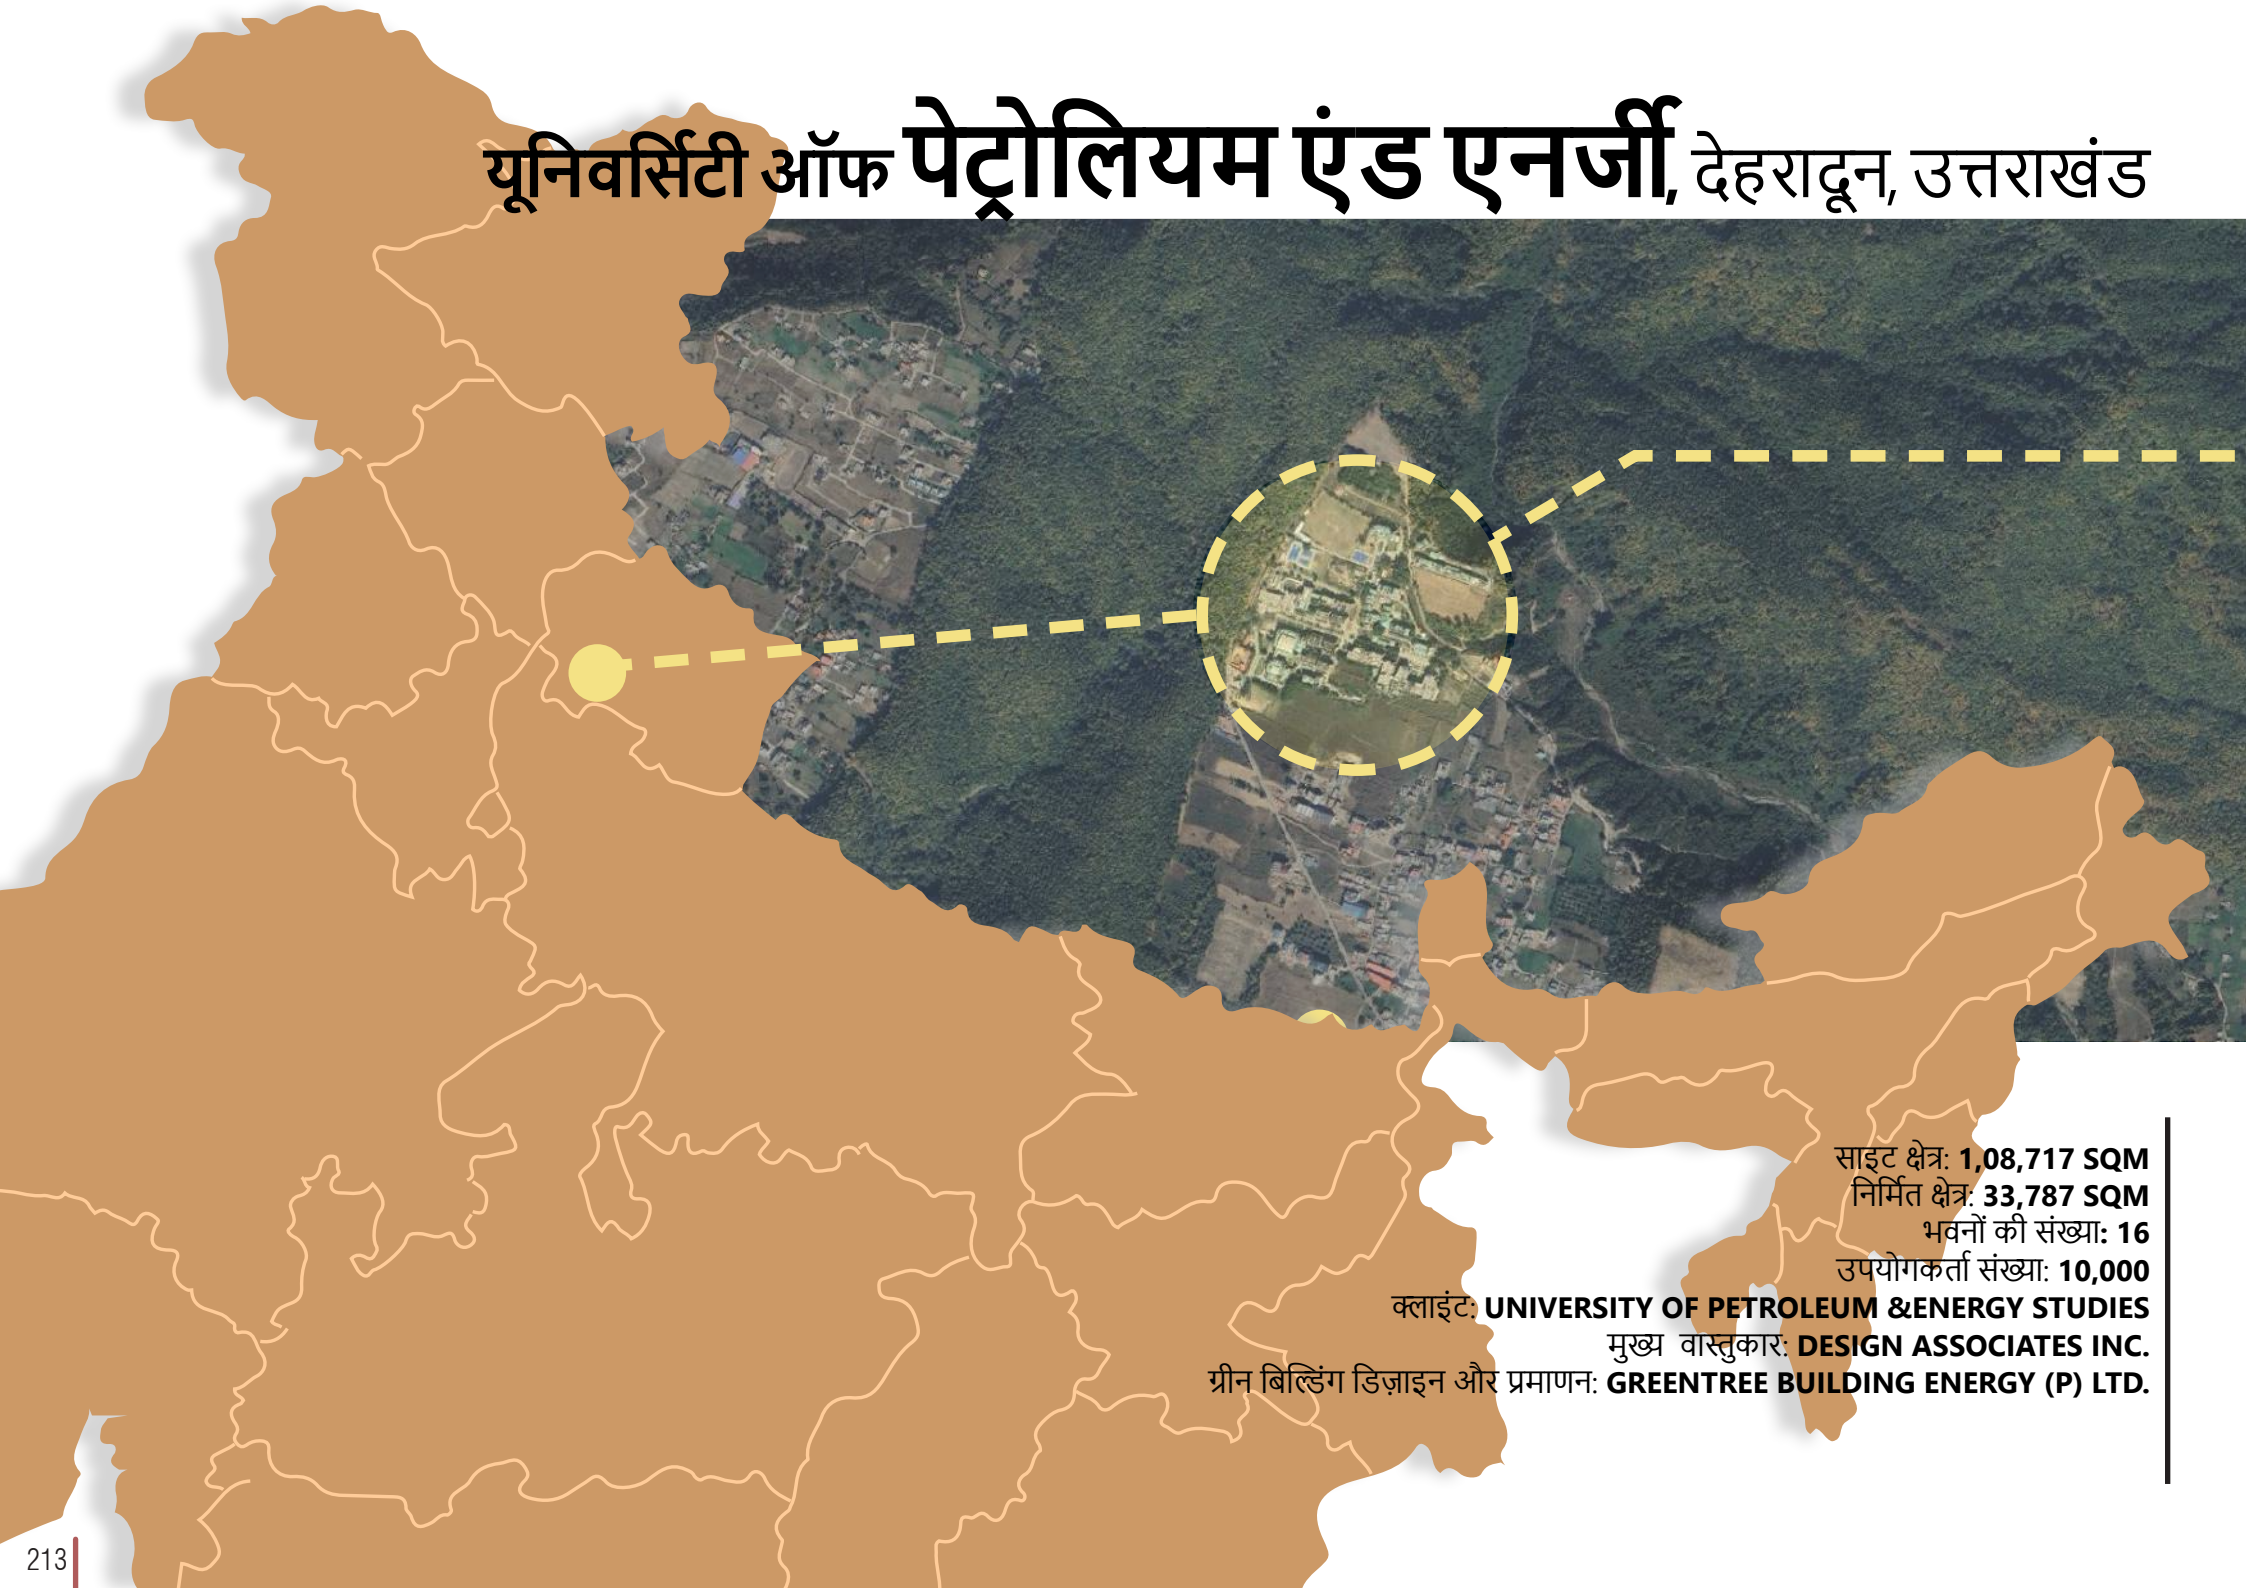 यूनिवर्सिटी ऑफ पेट्रोलियम एंड एनर्जी, देहरादून, उत्तराखंड
साइट क्षेत्र: 1,08,717 SQM
निर्मित क्षेत्र: 33,787 SQM
भवनों की संख्या: 16
उपयोगकर्ता संख्या: 10,000
क्लाइंट: UNIVERSITY OF PETROLEUM &ENERGY STUDIES
मुख्य वास्तुकार: DESIGN ASSOCIATES INC.
ग्रीन बिल्डिंग डिज़ाइन और प्रमाणन: GREENTREE BUILDING ENERGY (P) LTD.
213